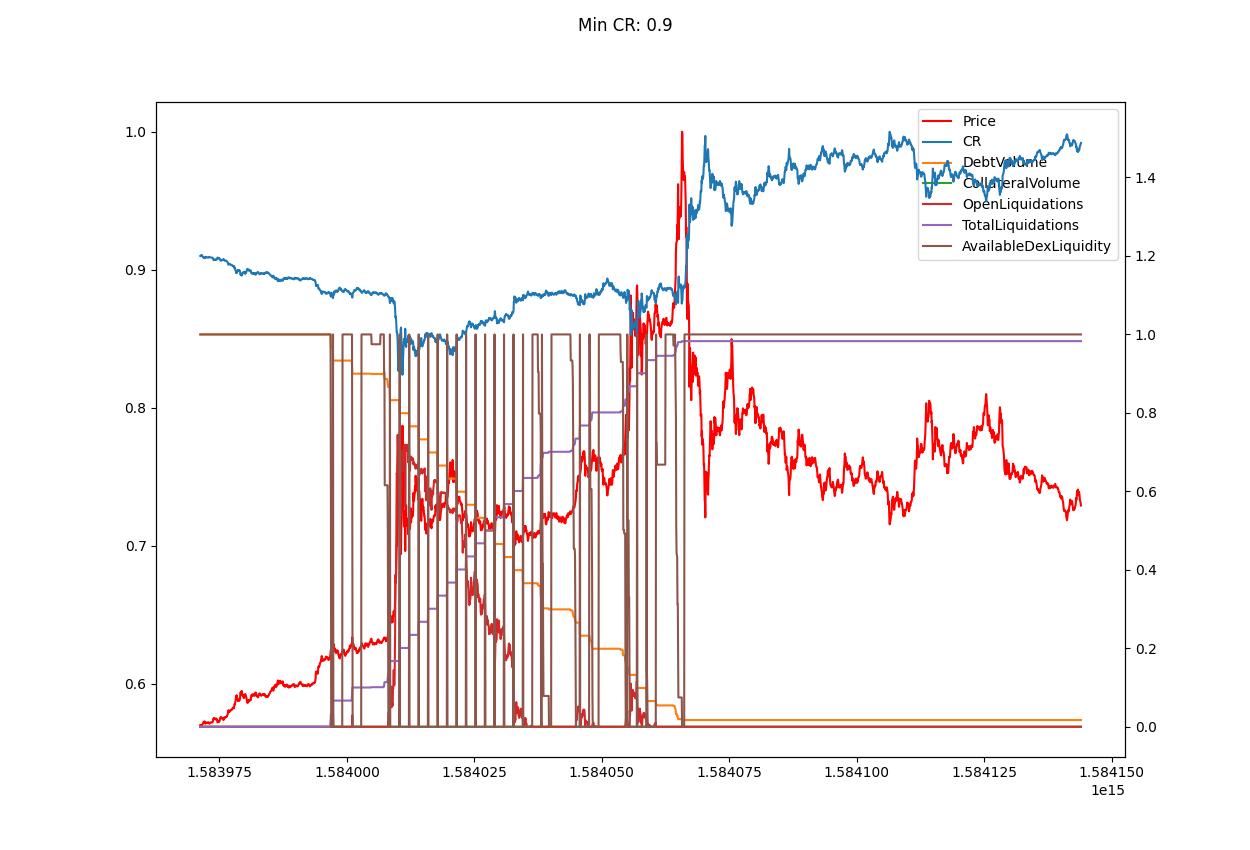 Min CR: 0.9
1.0
0.9
0.8
0.7
0.6
Price
CR
DebtVolume
CollateralVolume
OpenLiquidations
TotalLiquidations
AvailableDexLiquidity
1.4
1.2
1.0
0.8
0.6
0.4
0.2
0.0
1.583975 1.584000 1.584025 1.584050 1.584075 1.584100 1.584125 1.584150
1e15